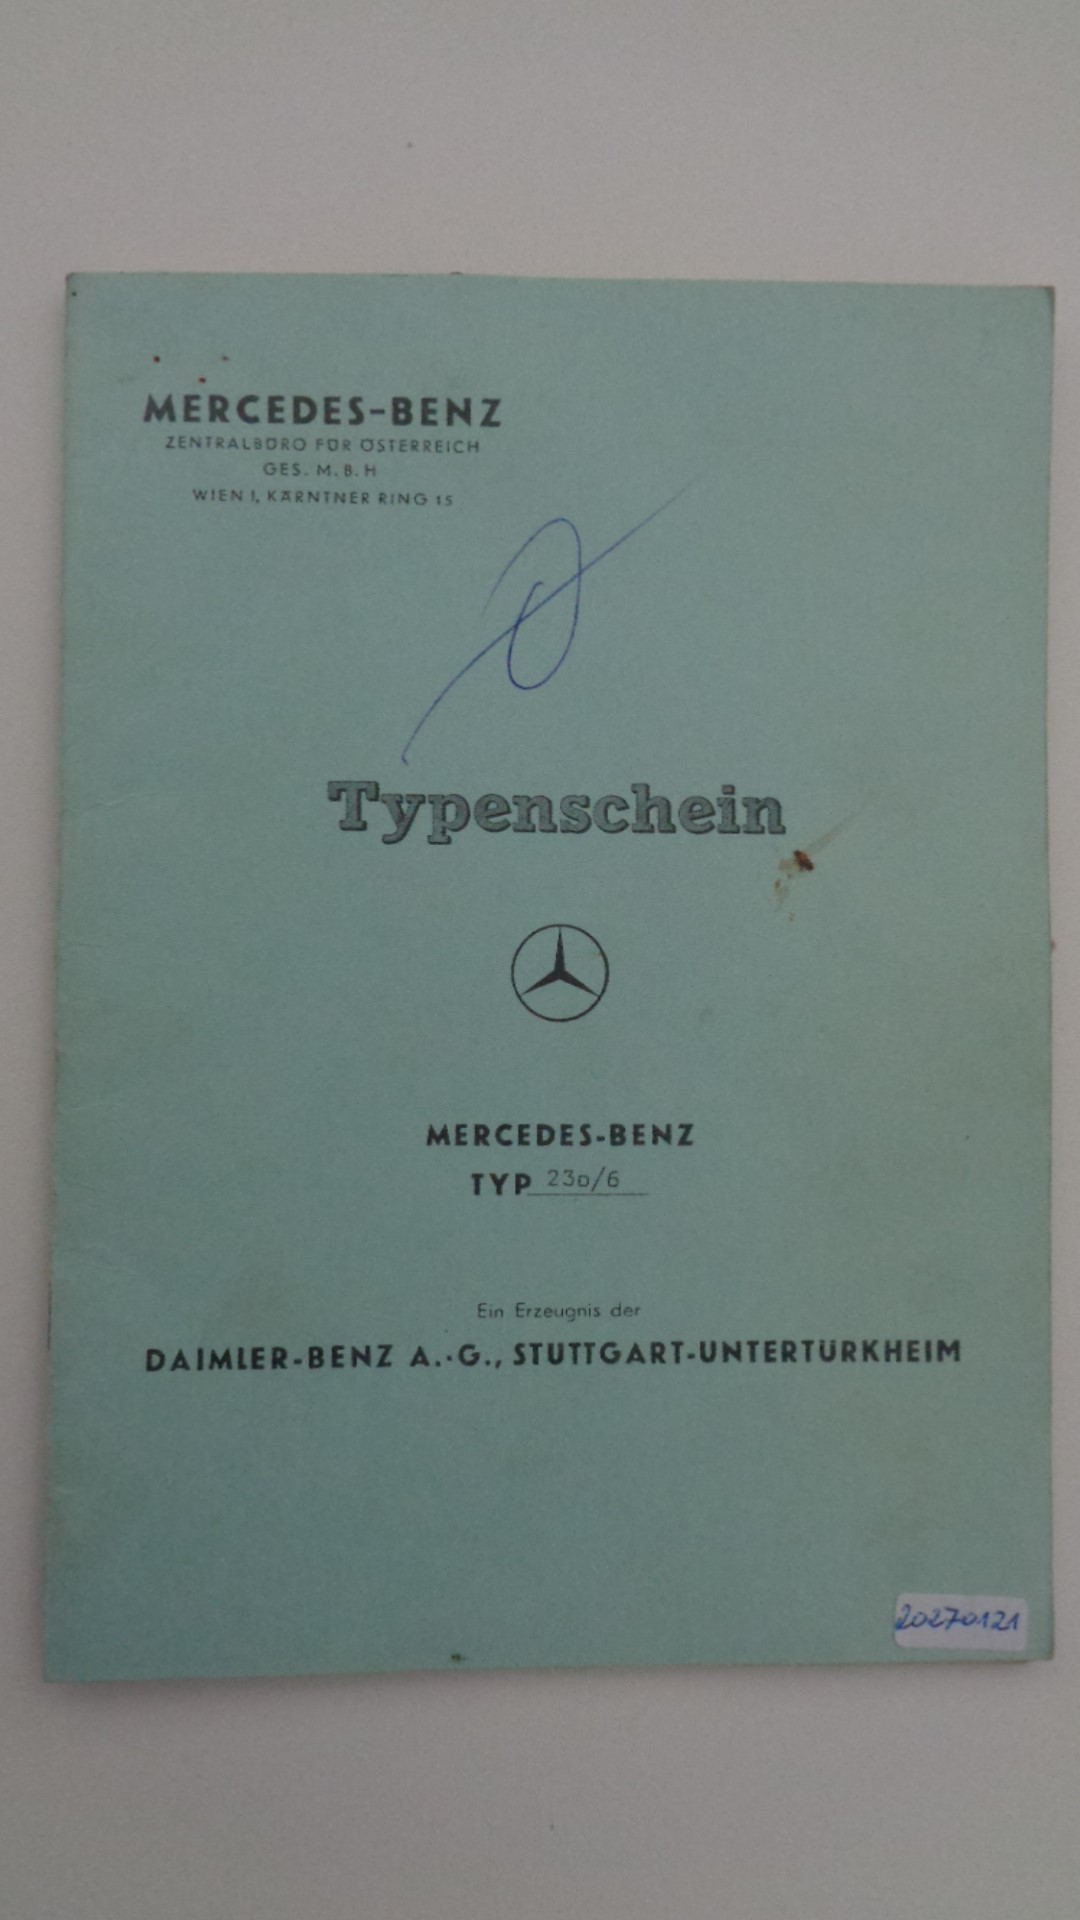 MERCEDES-BENZ
ZENTRALBÜRO FÜR ÖSTERREICH
GES. M. B. H
WIEN I, KÄRNTNER RING 15
Typenschein
MERCEDES-BENZ
TYP 230/6
Ein Erzeugnis der
DAIMLER-BENZ A.-G., STUTTGART-UNTERTÜRKHEIM
20270121